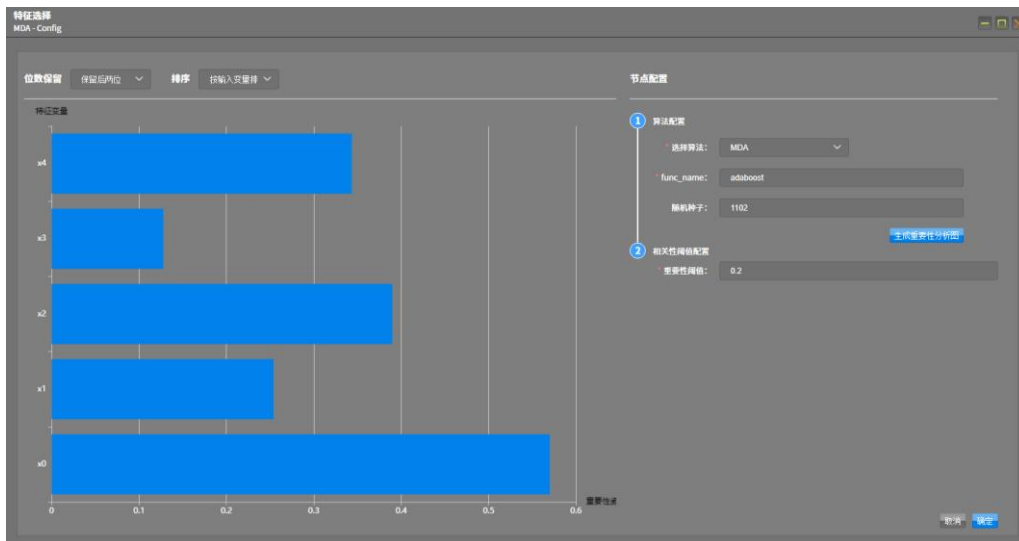 特征选择
MDA - Config
位数保留 保留后两位 排序 按输入变量排
特征变量
x4
x3
x2
x1
x0
0 0.1 0.2 0.3 0.4 0.5 0.6
重要性
节点配置
1 算法配置
* 选择算法： MDA
* func_name： adaboost
随机种子： 1102
生成重要性分析图
2 相关性阈值配置
* 重要性阈值： 0.2
取消 确定